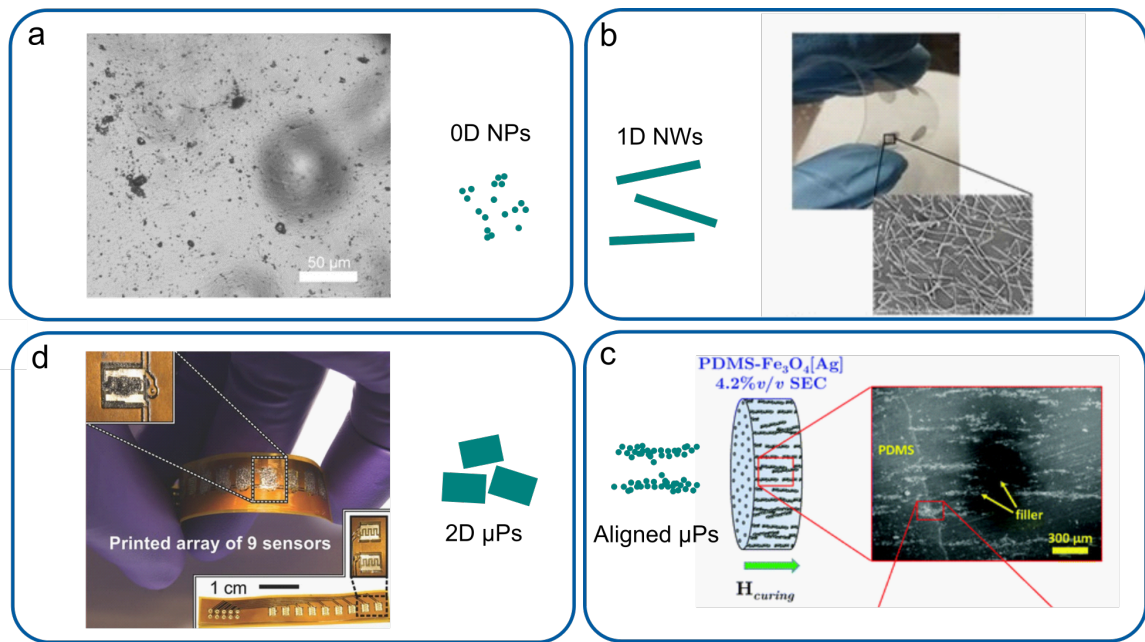 a
50 µm
0D NPs
b
1D NWs
d
Printed array of 9 sensors
1 cm
2D µPs
c
PDMS-Fe₃O₄[Ag]
4.2%v/v SEC
PDMS
filler
300 µm
Aligned µPs
H_curing